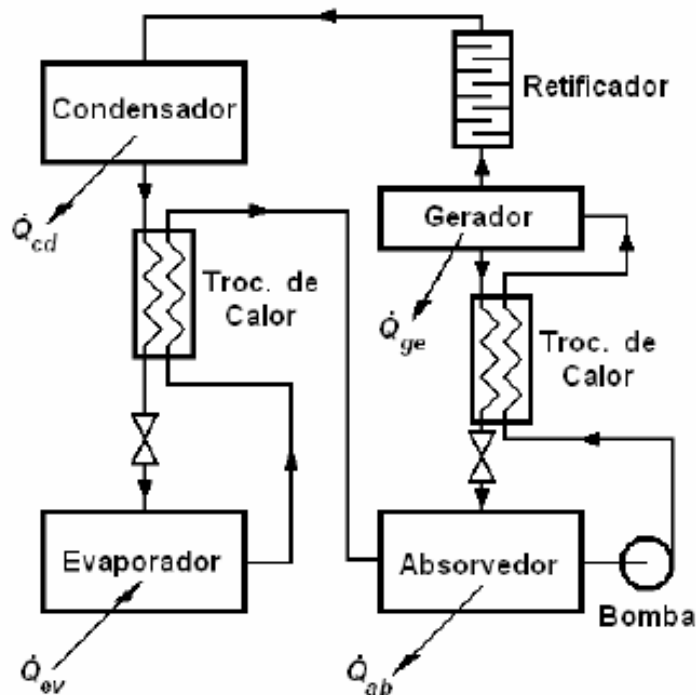 Condensador
Retificador
Gerador
Q̇cd
Troc. de
Calor
Q̇ge
Troc. de
Calor
Evaporador
Absorvedor
Bomba
Q̇ev
Q̇ab